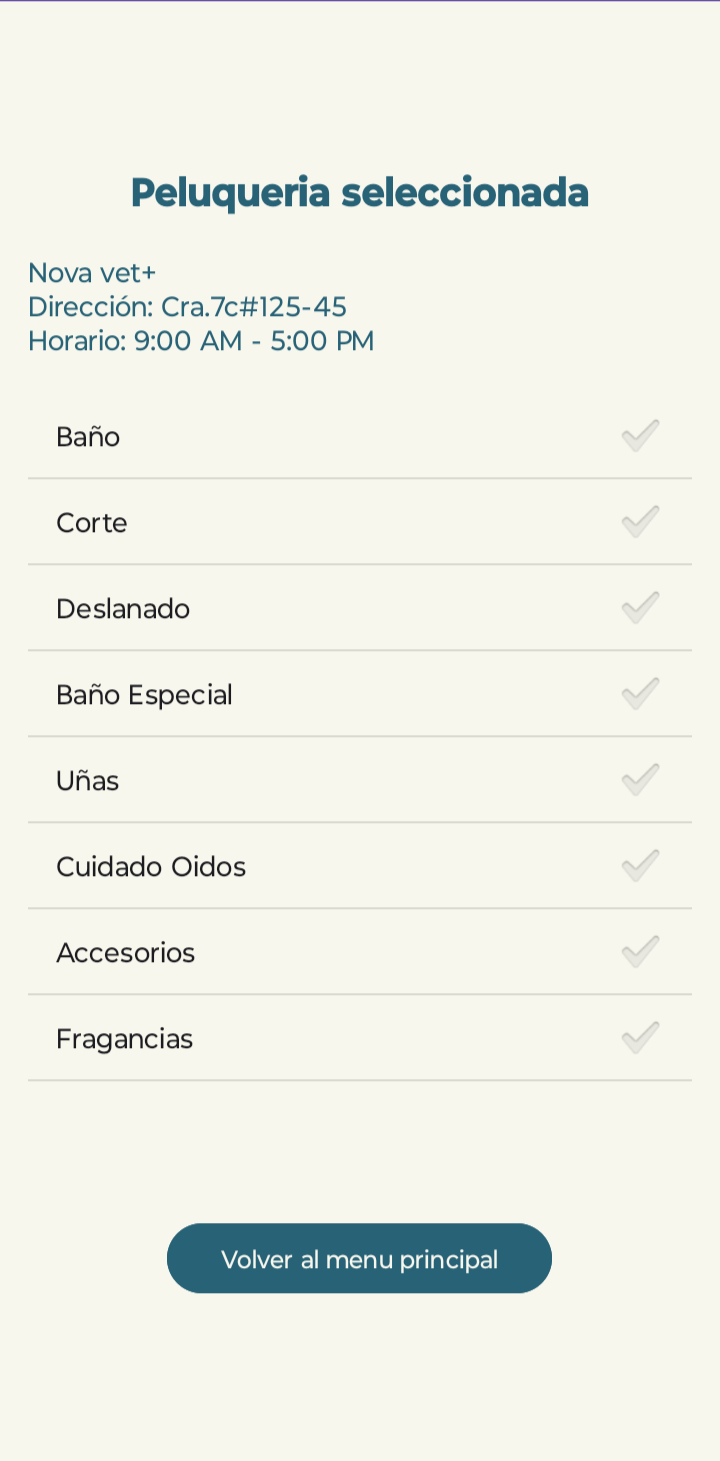 Peluqueria seleccionada
Nova vet+
Dirección: Cra.7c#125-45
Horario: 9:00 AM - 5:00 PM
Baño
Corte
Deslanado
Baño Especial
Uñas
Cuidado Oidos
Accesorios
Fragancias
Volver al menu principal